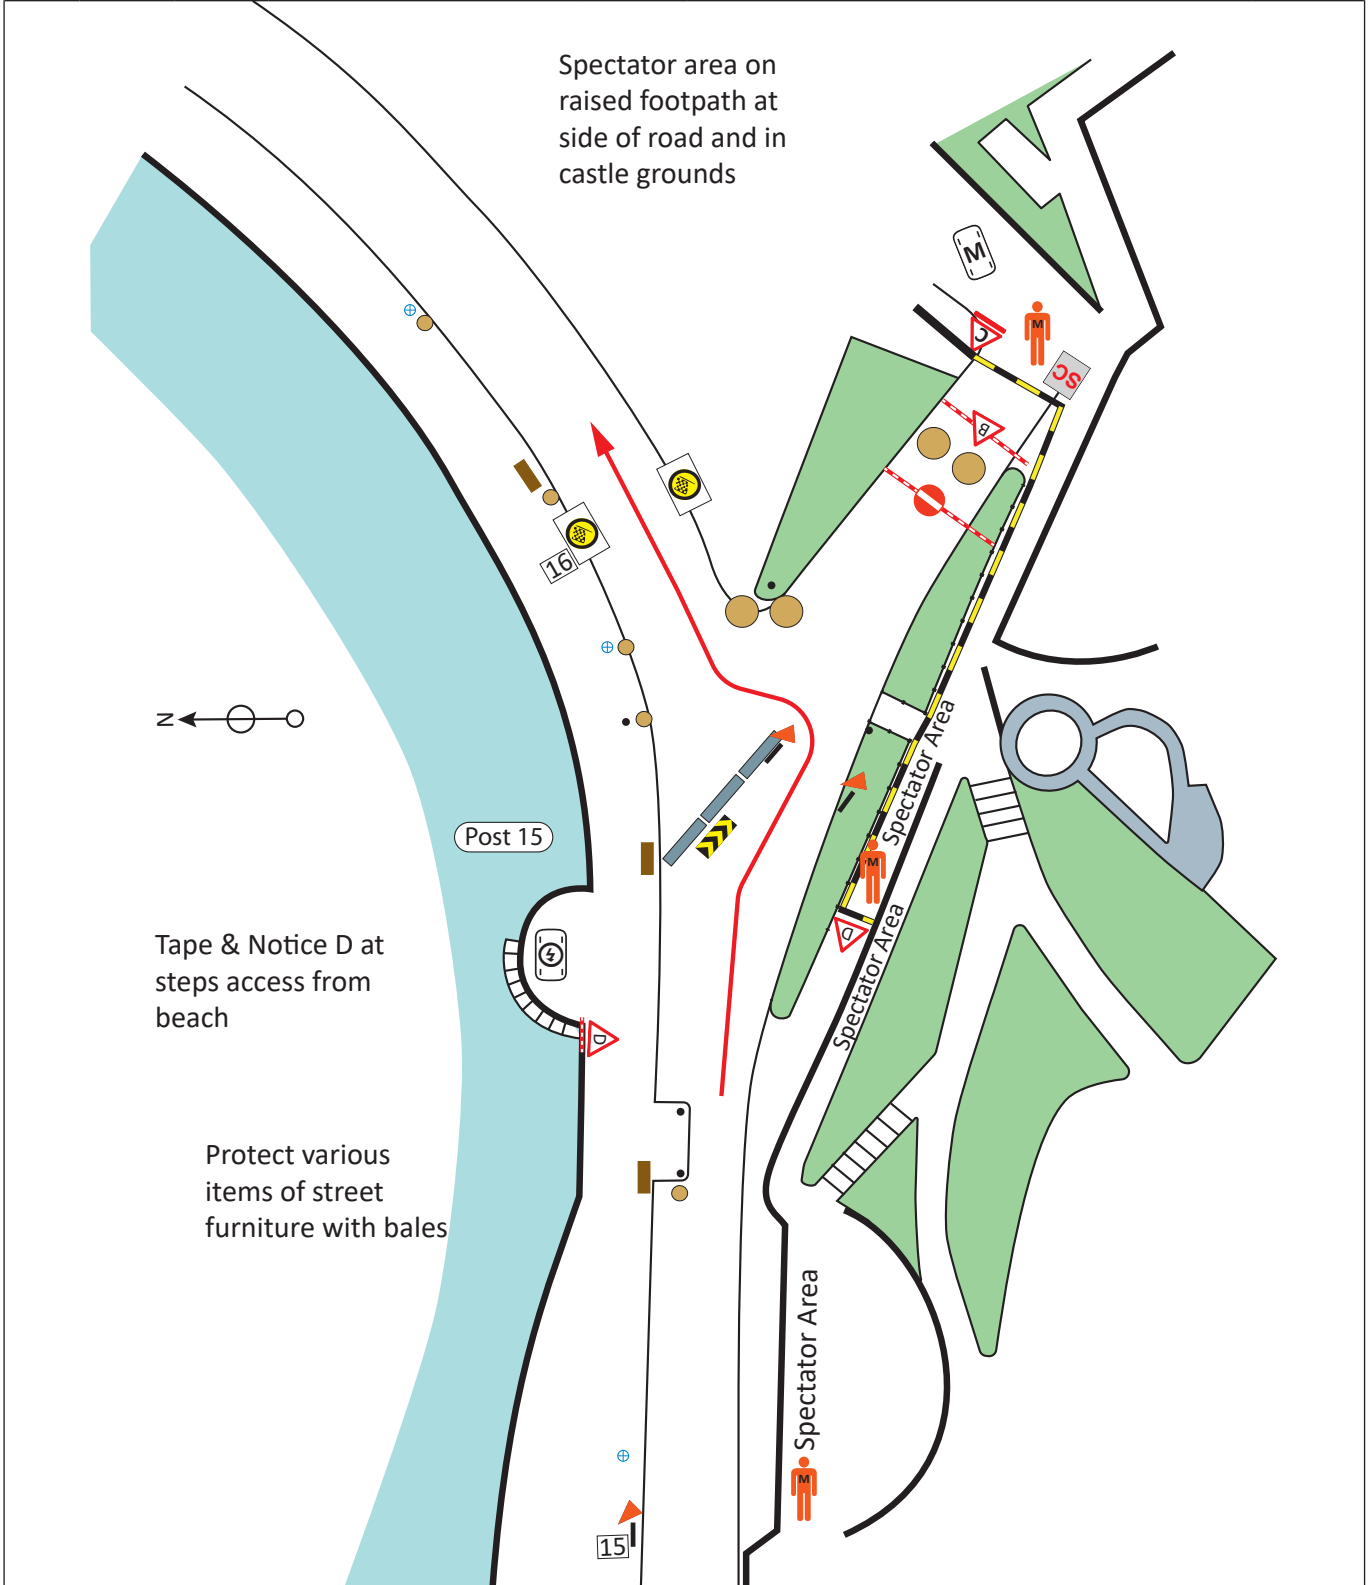 Spectator area on
raised footpath at
side of road and in
castle grounds
M
M
C
SC
B
16
N
Spectator Area
Post 15
M
D
Spectator Area
Tape & Notice D at
steps access from
beach
D
Protect various
items of street
furniture with bales
Spectator Area
M
15